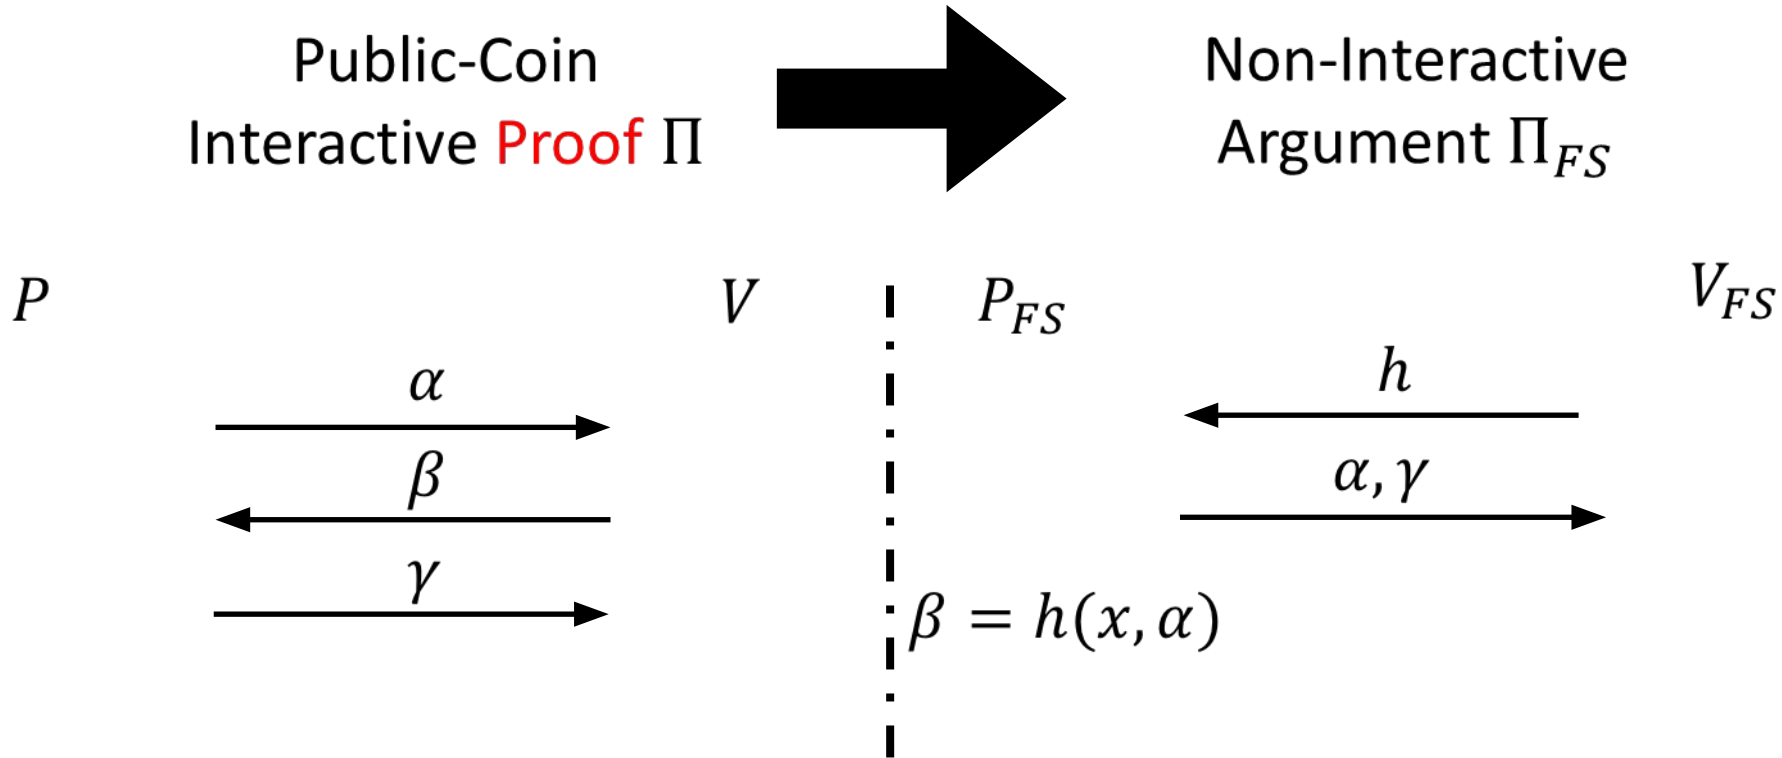 Public-Coin
Interactive Proof Π
Non-Interactive
Argument Π_FS
P
V
P_FS
V_FS
α
β
γ
h
α, γ
β = h(x, α)